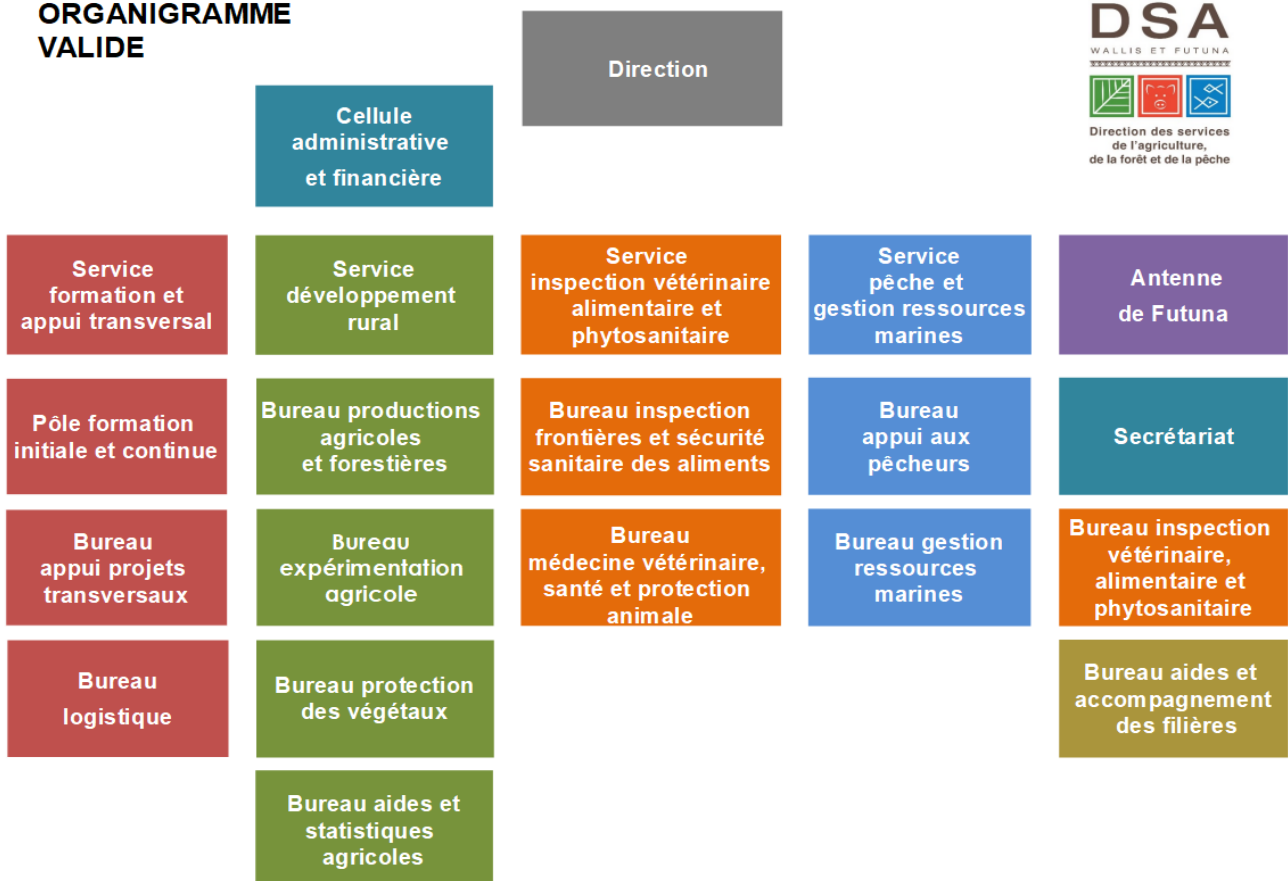 ORGANIGRAMME
VALIDE
Direction
DSA
WALLIS ET FUTUNA
Direction des services
de l'agriculture,
de la forêt et de la pêche
Cellule
administrative
et financière
Service
formation et
appui transversal
Service
développement
rural
Service
inspection vétérinaire
alimentaire et
phytosanitaire
Service
pêche et
gestion ressources
marines
Antenne
de Futuna
Pôle formation
initiale et continue
Bureau productions
agricoles
et forestières
Bureau inspection
frontières et sécurité
sanitaire des aliments
Bureau
appui aux
pêcheurs
Secrétariat
Bureau
appui projets
transversaux
Bureau
expérimentation
agricole
Bureau
médecine vétérinaire,
santé et protection
animale
Bureau gestion
ressources
marines
Bureau inspection
vétérinaire,
alimentaire et
phytosanitaire
Bureau
logistique
Bureau protection
des végétaux
Bureau aides et
accompagnement
des filières
Bureau aides et
statistiques
agricoles